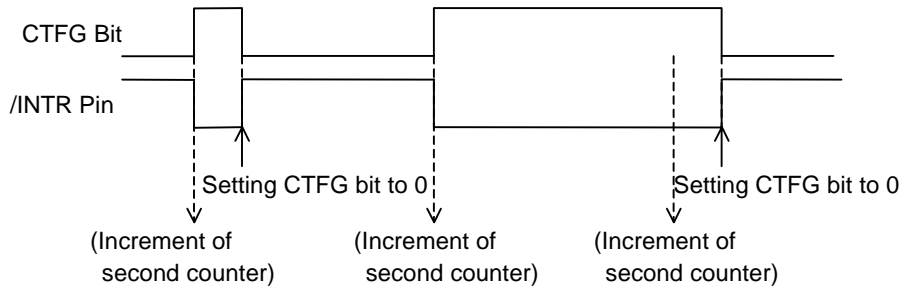 CTFG Bit
/INTR Pin
Setting CTFG bit to 0
Setting CTFG bit to 0
(Increment of
second counter)
(Increment of
second counter)
(Increment of
second counter)